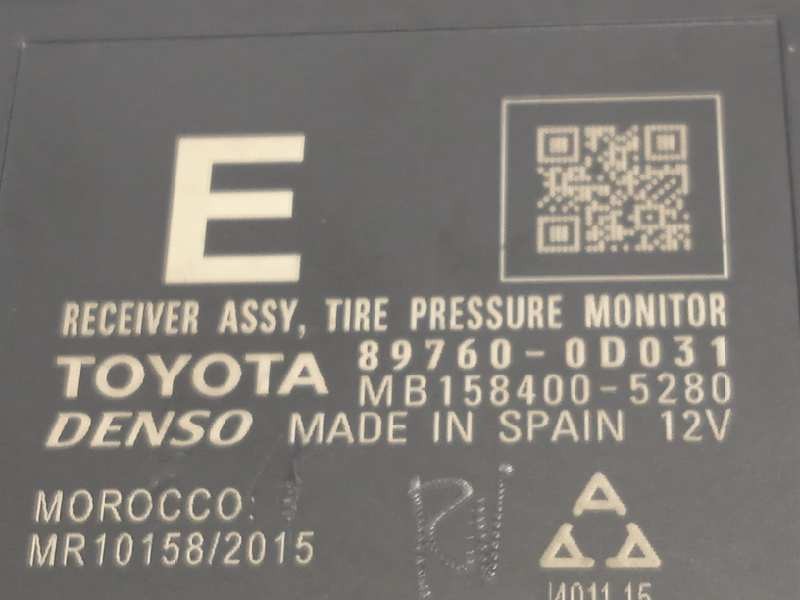 E
RECEIVER ASSY, TIRE PRESSURE MONITOR
TOYOTA 89760-0D031
MB158400-5280
DENSO MADE IN SPAIN 12V
MOROCCO:
MR10158/2015